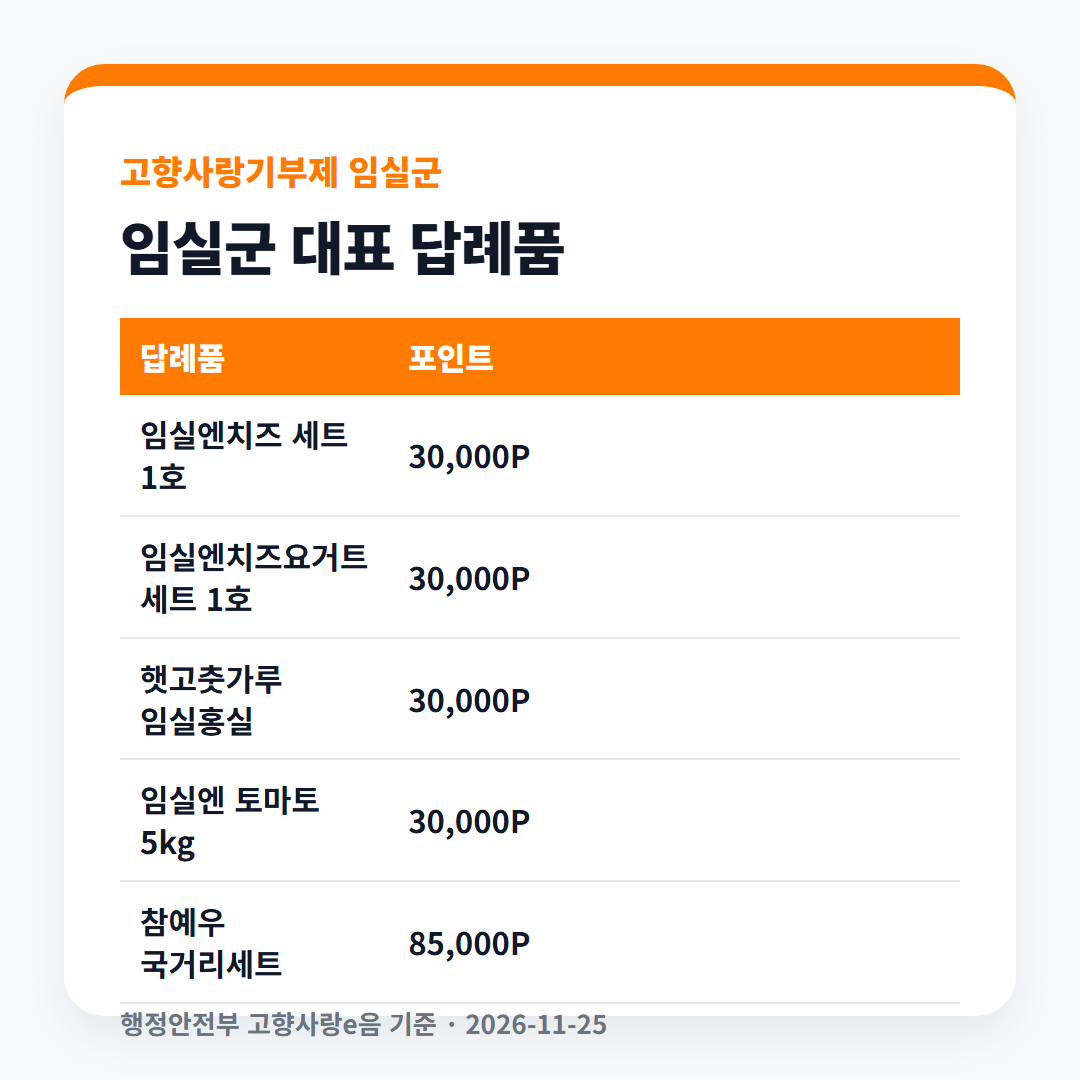 고향사랑기부제 임실군
임실군 대표 답례품
답례품 포인트
임실엔치즈 세트
1호
30,000P
임실엔치즈요거트
세트 1호
30,000P
햇고춧가루
임실홍실
30,000P
임실엔 토마토
5kg
30,000P
참예우
국거리세트
85,000P
행정안전부 고향사랑e음 기준 · 2026-11-25